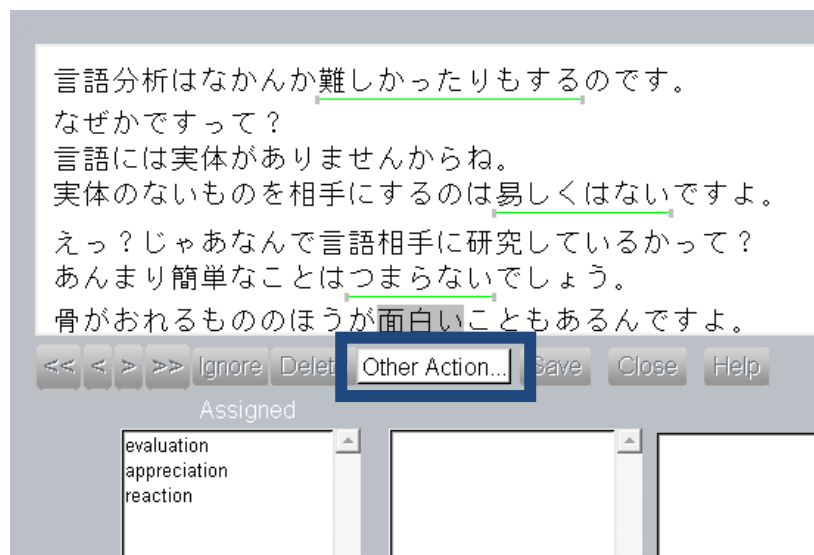 言語分析はなかんか難しかったりもするのです。
なぜかですって？
言語には実体がありませんからね。
実体のないものを相手にするのは易しくはないですよ。
えっ？じゃあなんで言語相手に研究しているかって？
あんまり簡単なことはつまらないでしょう。
骨がおれるもののほうが面白いこともあるんですよ。
<< < > >> Ignore Delet Other Action... Save Close Help
Assigned
evaluation
appreciation
reaction